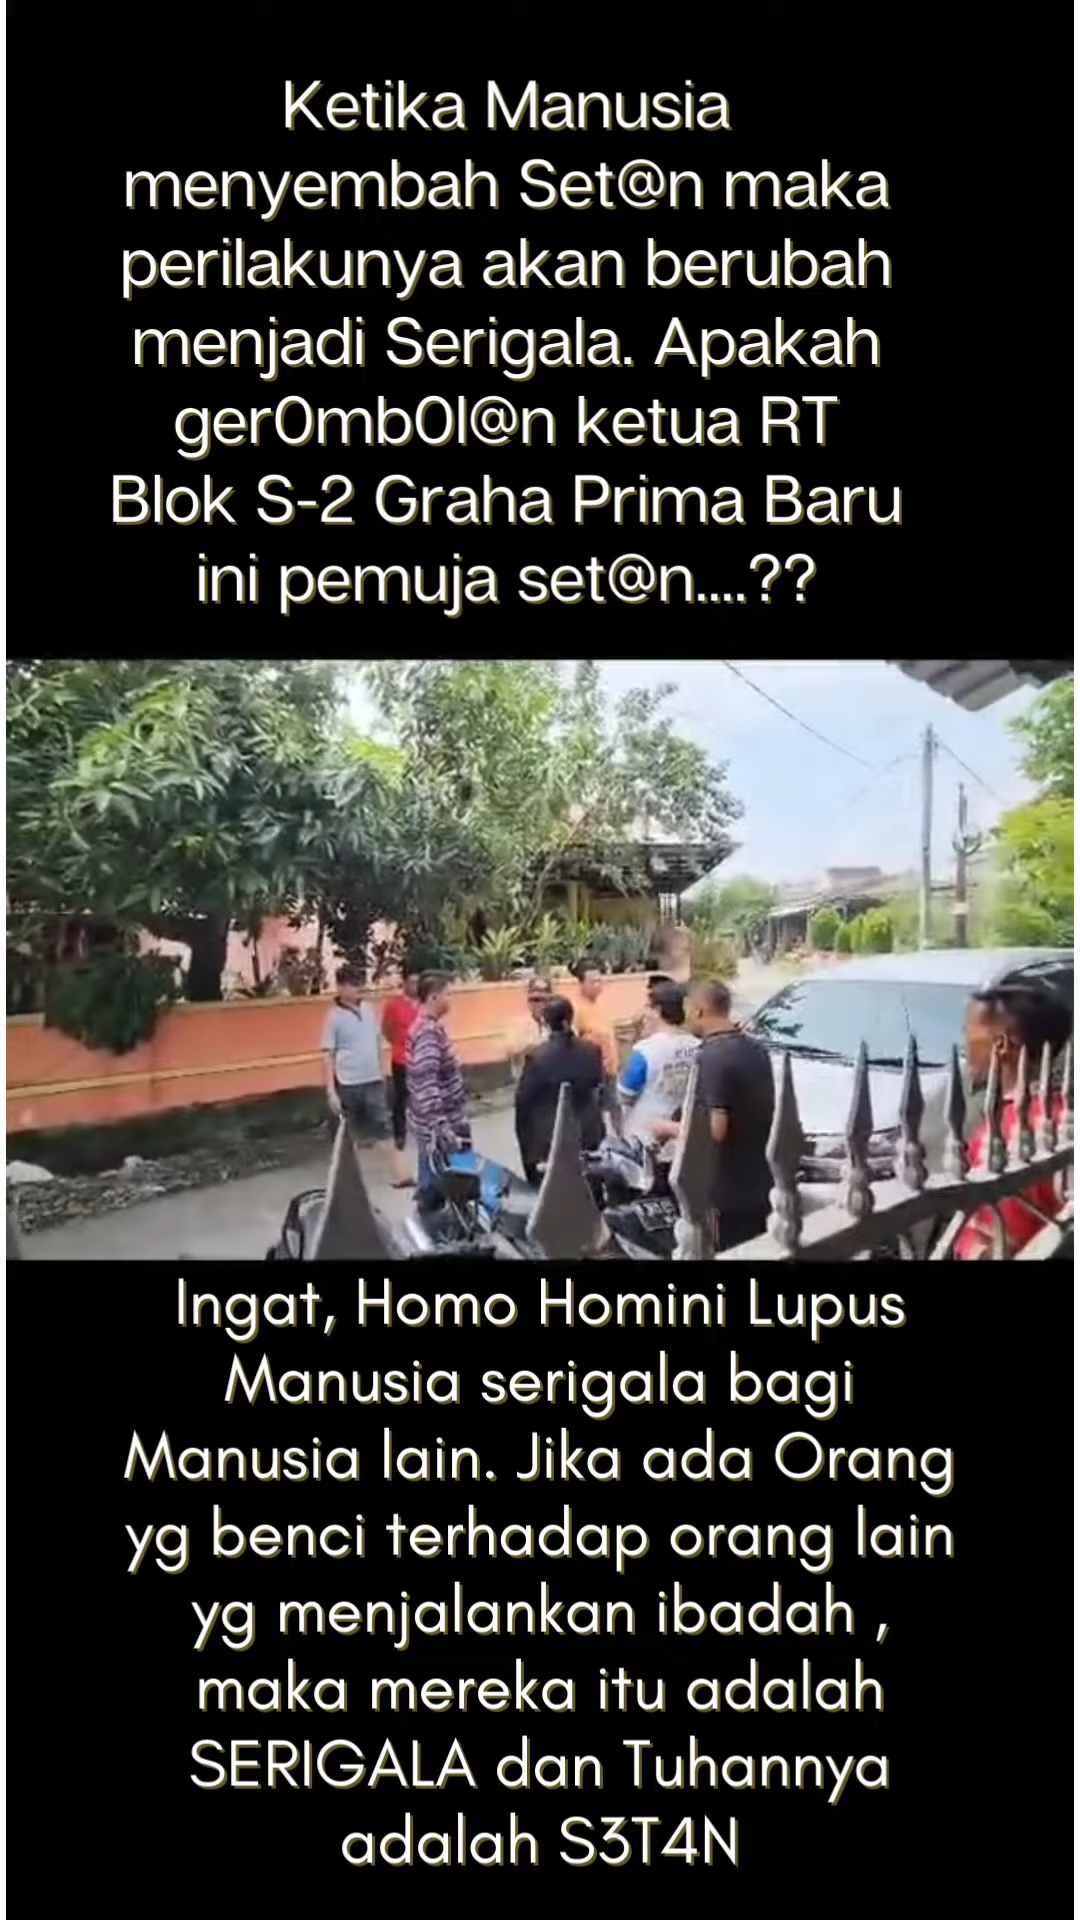 Ketika Manusia
menyembah Set@n maka
perilakunya akan berubah
menjadi Serigala. Apakah
ger0mb0l@n ketua RT
Blok S-2 Graha Prima Baru
ini pemuja set@n....??
Ingat, Homo Homini Lupus
Manusia serigala bagi
Manusia lain. Jika ada Orang
yg benci terhadap orang lain
yg menjalankan ibadah ,
maka mereka itu adalah
SERIGALA dan Tuhannya
adalah S3T4N